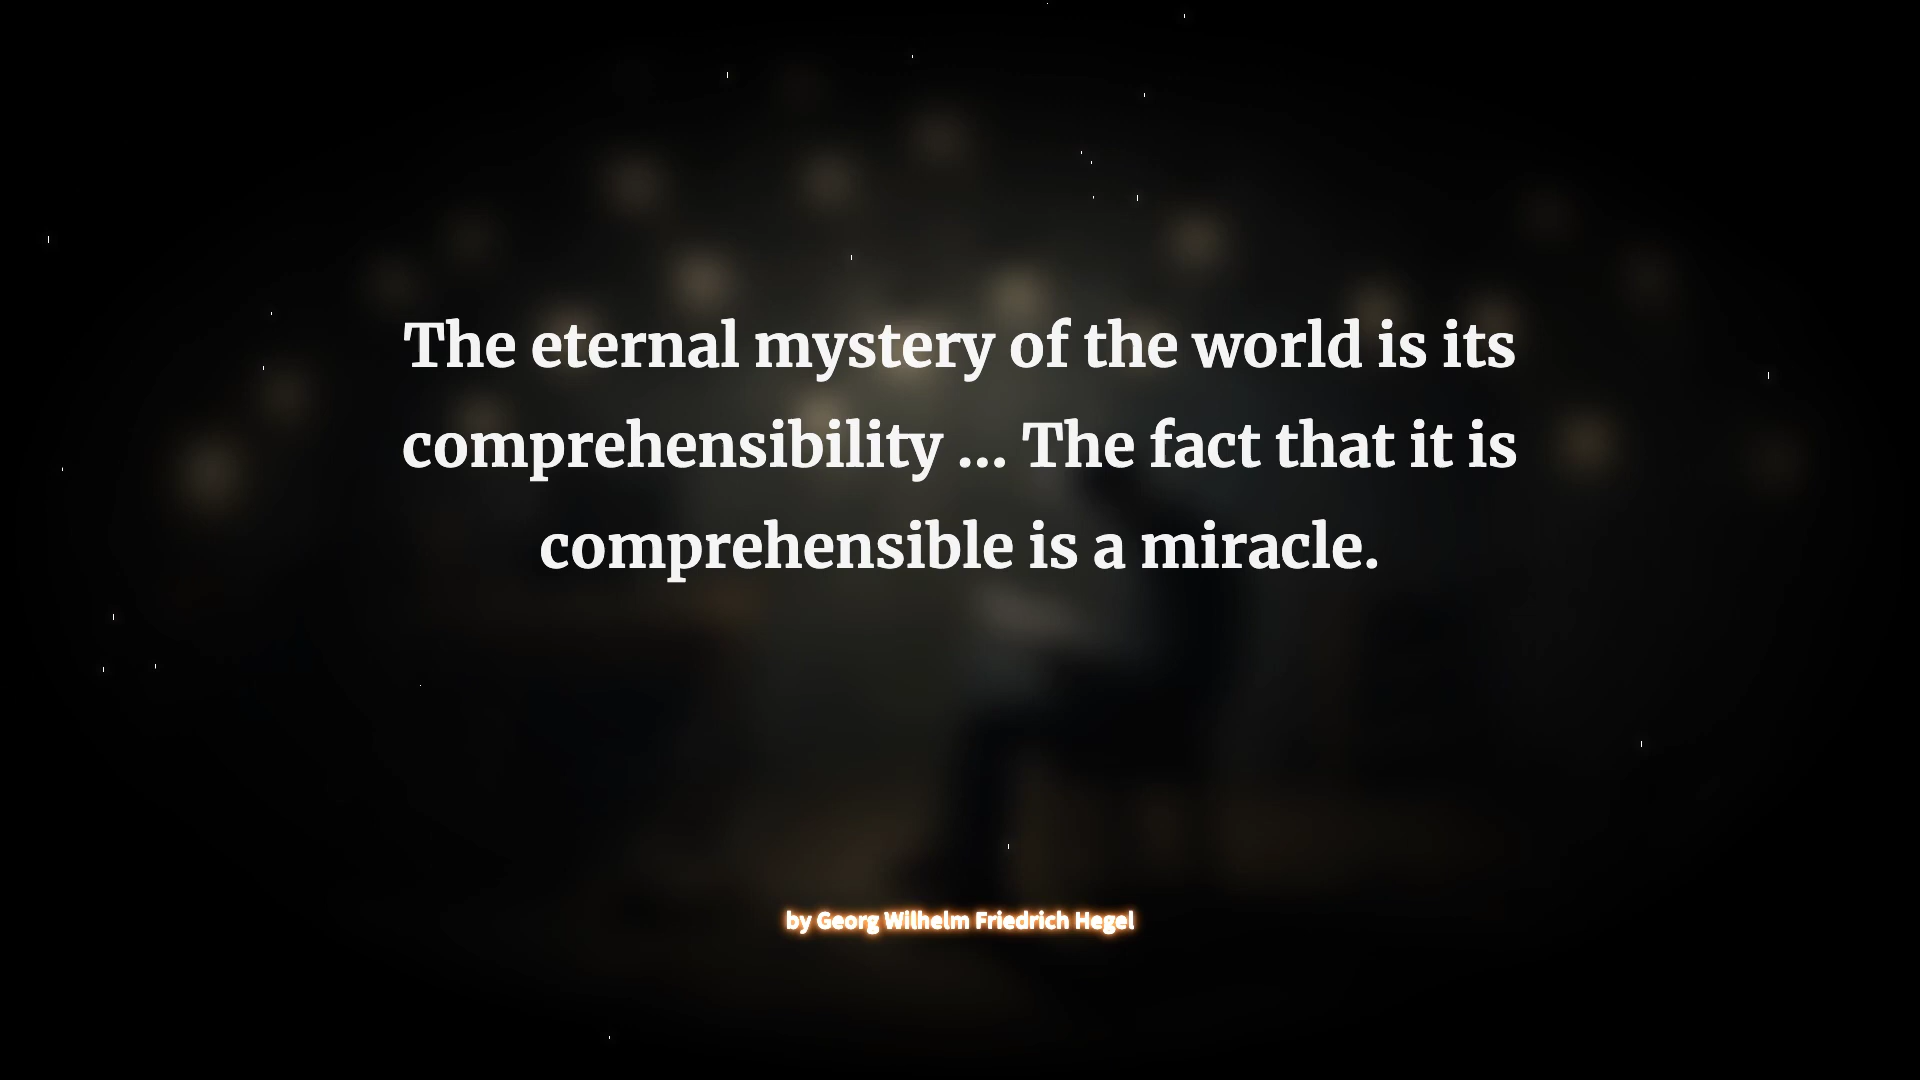 The eternal mystery of the world is its
comprehensibility ... The fact that it is
comprehensible is a miracle.
by Georg Wilhelm Friedrich Hegel